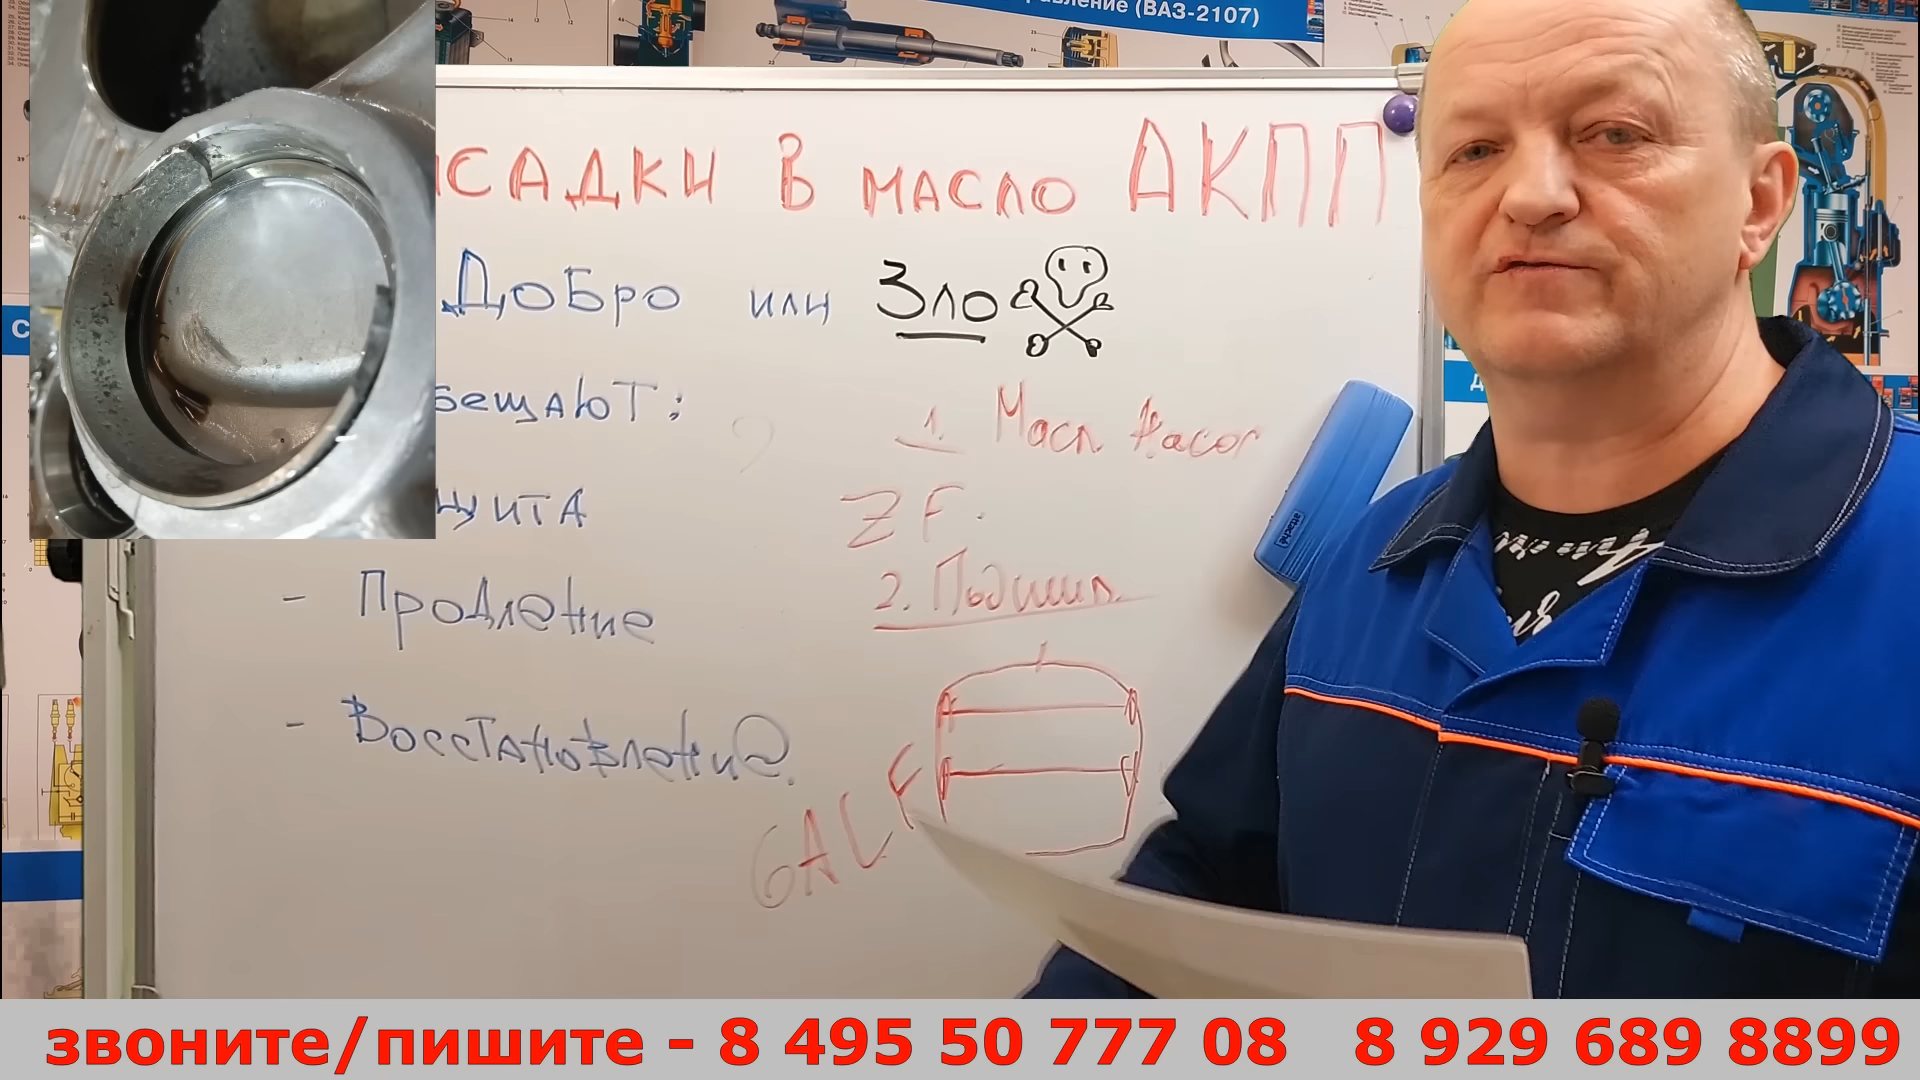 равление (ВАЗ-2107)
САДКИ В МАСЛО АКПП
Добро или Зло
бещают:
1. Масл. Насос
щита
ZF.
2. Подшип.
- Продление
- Восстановление.
GALF
звоните/пишите - 8 495 50 777 08 8 929 689 8899